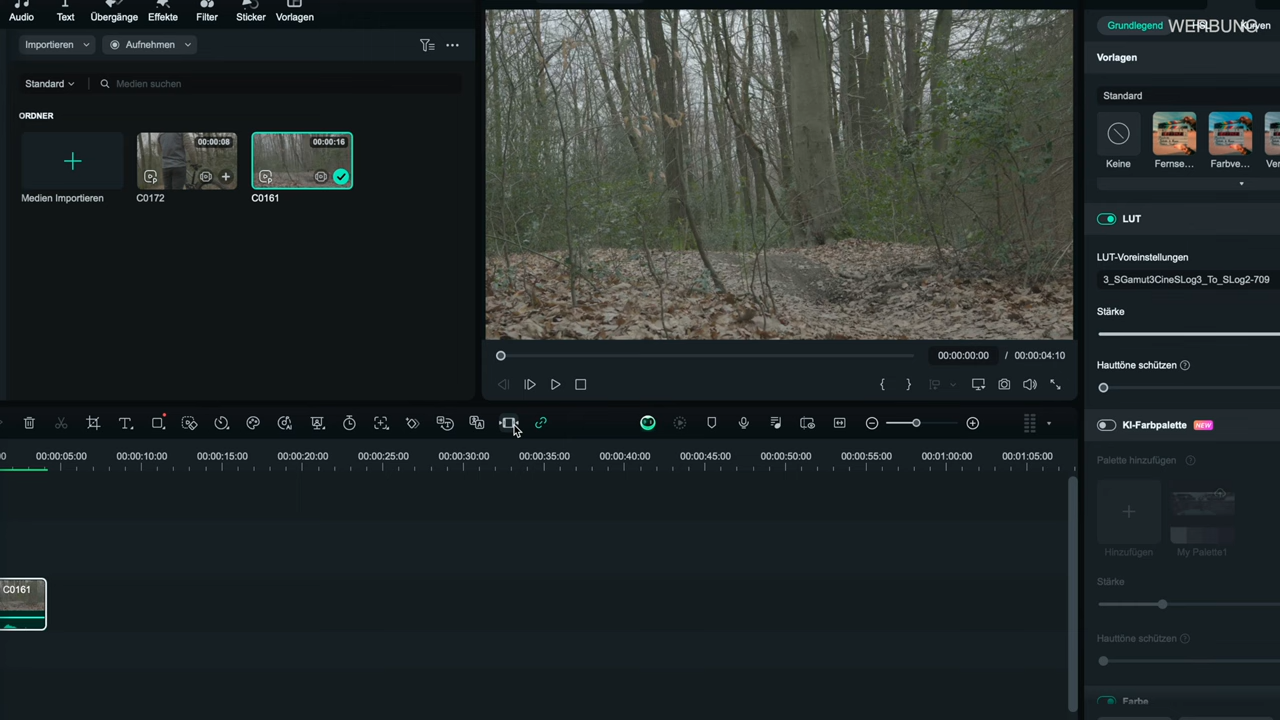 Audio
Text
Übergänge
Effekte
Filter
Sticker
Vorlagen
Importieren
Aufnehmen
Standard
Medien suchen
ORDNER
00:00:08
00:00:16
Medien Importieren
C0172
C0161
00:00:00:00 / 00:00:04:10
Grundlegend
WERBUNG
Vorlagen
Standard
Keine
Fernse...
Farbve...
LUT
LUT-Voreinstellungen
3_SGamut3CineSLog3_To_SLog2-709
Stärke
Hauttöne schützen
KI-Farbpalette NEW
Palette hinzufügen
Hinzufügen
My Palette1
Stärke
Hauttöne schützen
Farbe
00:00:05:00 00:00:10:00 00:00:15:00 00:00:20:00 00:00:25:00 00:00:30:00 00:00:35:00 00:00:40:00 00:00:45:00 00:00:50:00 00:00:55:00 00:01:00:00 00:01:05:00
C0161